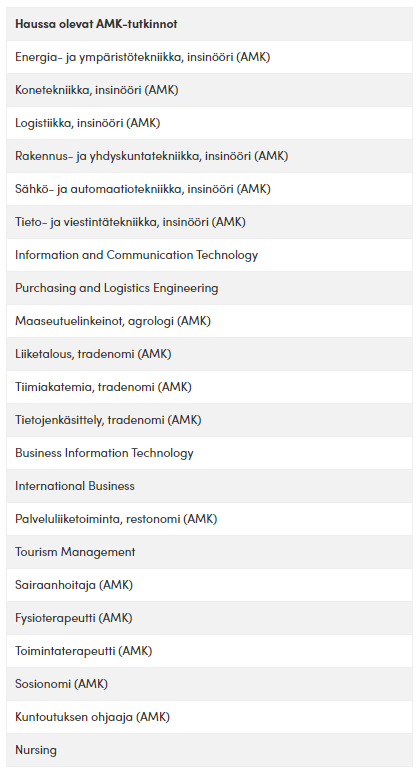 Haussa olevat AMK-tutkinnot
Energia- ja ympäristötekniikka, insinööri (AMK)
Konetekniikka, insinööri (AMK)
Logistiikka, insinööri (AMK)
Rakennus- ja yhdyskuntatekniikka, insinööri (AMK)
Sähkö- ja automaatiotekniikka, insinööri (AMK)
Tieto- ja viestintätekniikka, insinööri (AMK)
Information and Communication Technology
Purchasing and Logistics Engineering
Maaseutuelinkeinot, agrologi (AMK)
Liiketalous, tradenomi (AMK)
Tiimiakatemia, tradenomi (AMK)
Tietojenkäsittely, tradenomi (AMK)
Business Information Technology
International Business
Palveluliiketoiminta, restonomi (AMK)
Tourism Management
Sairaanhoitaja (AMK)
Fysioterapeutti (AMK)
Toimintaterapeutti (AMK)
Sosionomi (AMK)
Kuntoutuksen ohjaaja (AMK)
Nursing